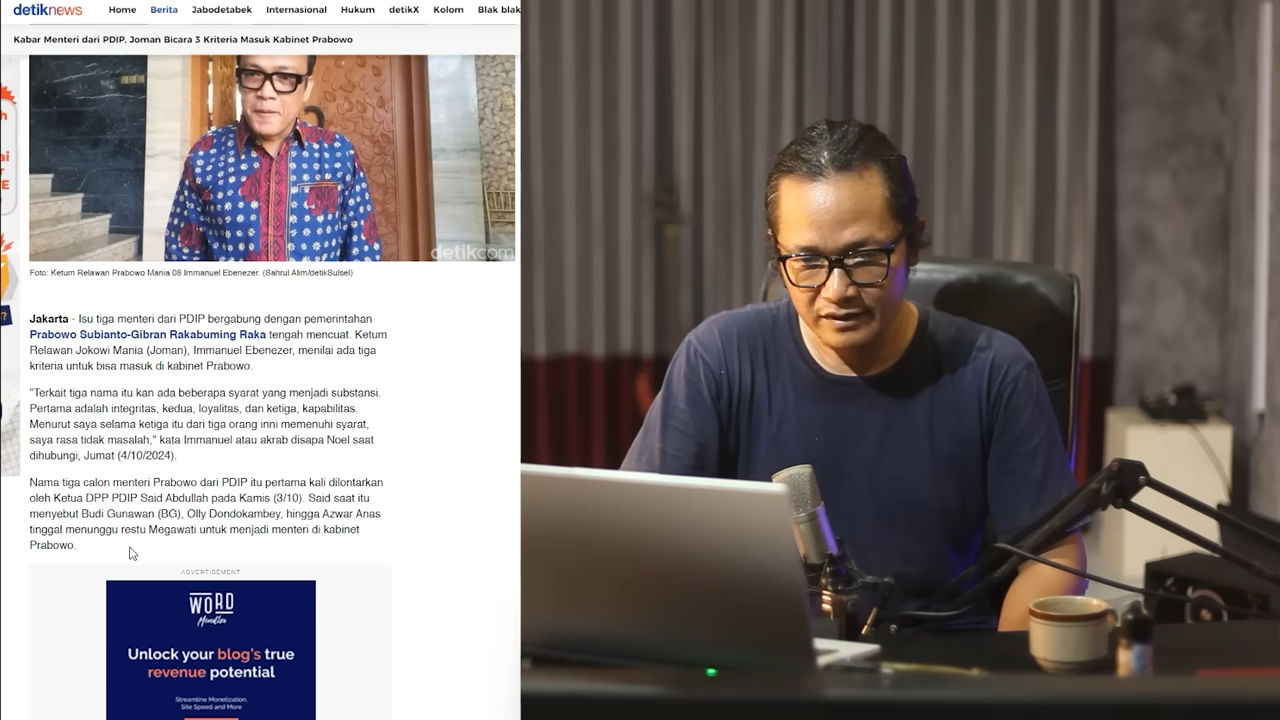 detiknews Home Berita Jabodetabek Internasional Hukum detikX Kolom Blak blak
Kabar Menteri dari PDIP, Joman Bicara 3 Kriteria Masuk Kabinet Prabowo
detikcom
Foto: Ketum Relawan Prabowo Mania 08 Immanuel Ebenezer. (Sahrul Alim/detikSulsel)
Jakarta - Isu tiga menteri dari PDIP bergabung dengan pemerintahan
Prabowo Subianto-Gibran Rakabuming Raka tengah mencuat. Ketum
Relawan Jokowi Mania (Joman), Immanuel Ebenezer, menilai ada tiga
kriteria untuk bisa masuk di kabinet Prabowo.
"Terkait tiga nama itu kan ada beberapa syarat yang menjadi substansi.
Pertama adalah integritas, kedua, loyalitas, dan ketiga, kapabilitas.
Menurut saya selama ketiga itu dari tiga orang inni memenuhi syarat,
saya rasa tidak masalah," kata Immanuel atau akrab disapa Noel saat
dihubungi, Jumat (4/10/2024).
Nama tiga calon menteri Prabowo dari PDIP itu pertama kali dilontarkan
oleh Ketua DPP PDIP Said Abdullah pada Kamis (3/10). Said saat itu
menyebut Budi Gunawan (BG), Olly Dondokambey, hingga Azwar Anas
tinggal menunggu restu Megawati untuk menjadi menteri di kabinet
Prabowo.
ADVERTISEMENT
WORD
Monetize
Unlock your blog's true
revenue potential
Streamline Monetization,
Site Speed and More